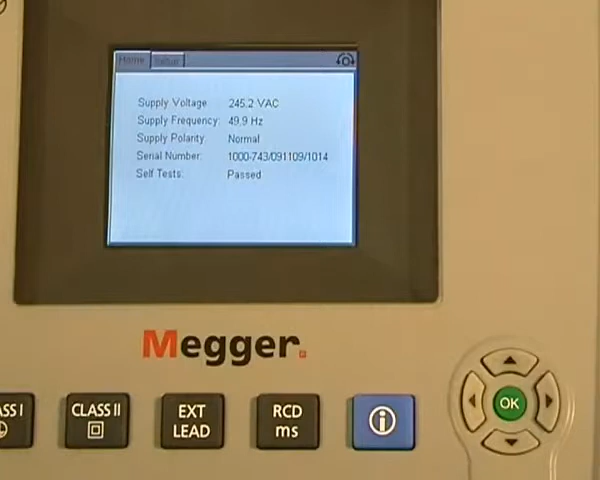 Home Setup
Supply Voltage 245.2 VAC
Supply Frequency: 49.9 Hz
Supply Polarity Normal
Serial Number: 1000-743/091109/1014
Self Tests: Passed
Megger.
CLASS II
EXT LEAD
RCD ms
OK